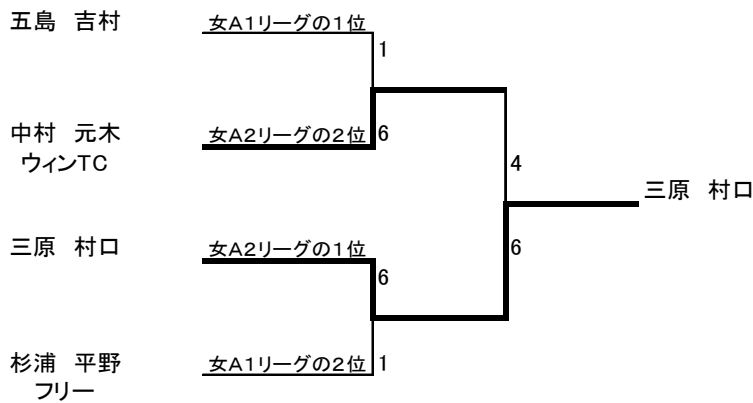 五島　吉村
女A1リーグの1位
1
中村　元木
ウィンTC
女A2リーグの2位
6
4
三原　村口
三原　村口
女A2リーグの1位
6
6
杉浦　平野
フリー
女A1リーグの2位
1